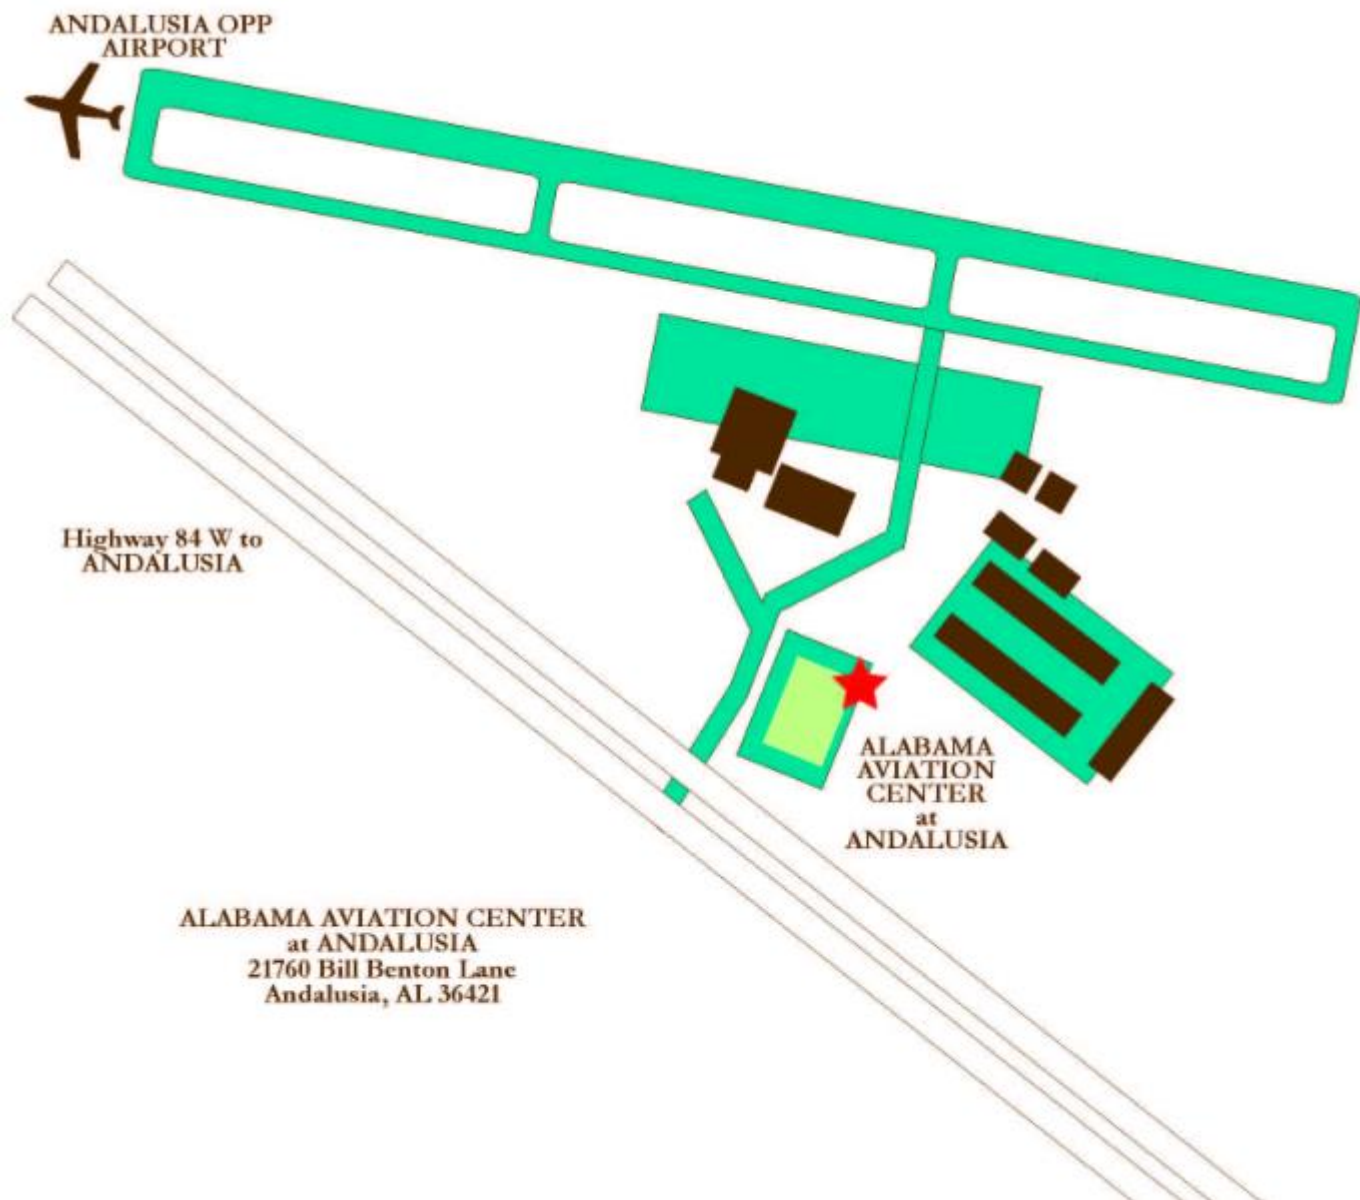 ANDALUSIA OPP
AIRPORT
Highway 84 W to
ANDALUSIA
ALABAMA
AVIATION
CENTER
at
ANDALUSIA
ALABAMA AVIATION CENTER
at ANDALUSIA
21760 Bill Benton Lane
Andalusia, AL 36421